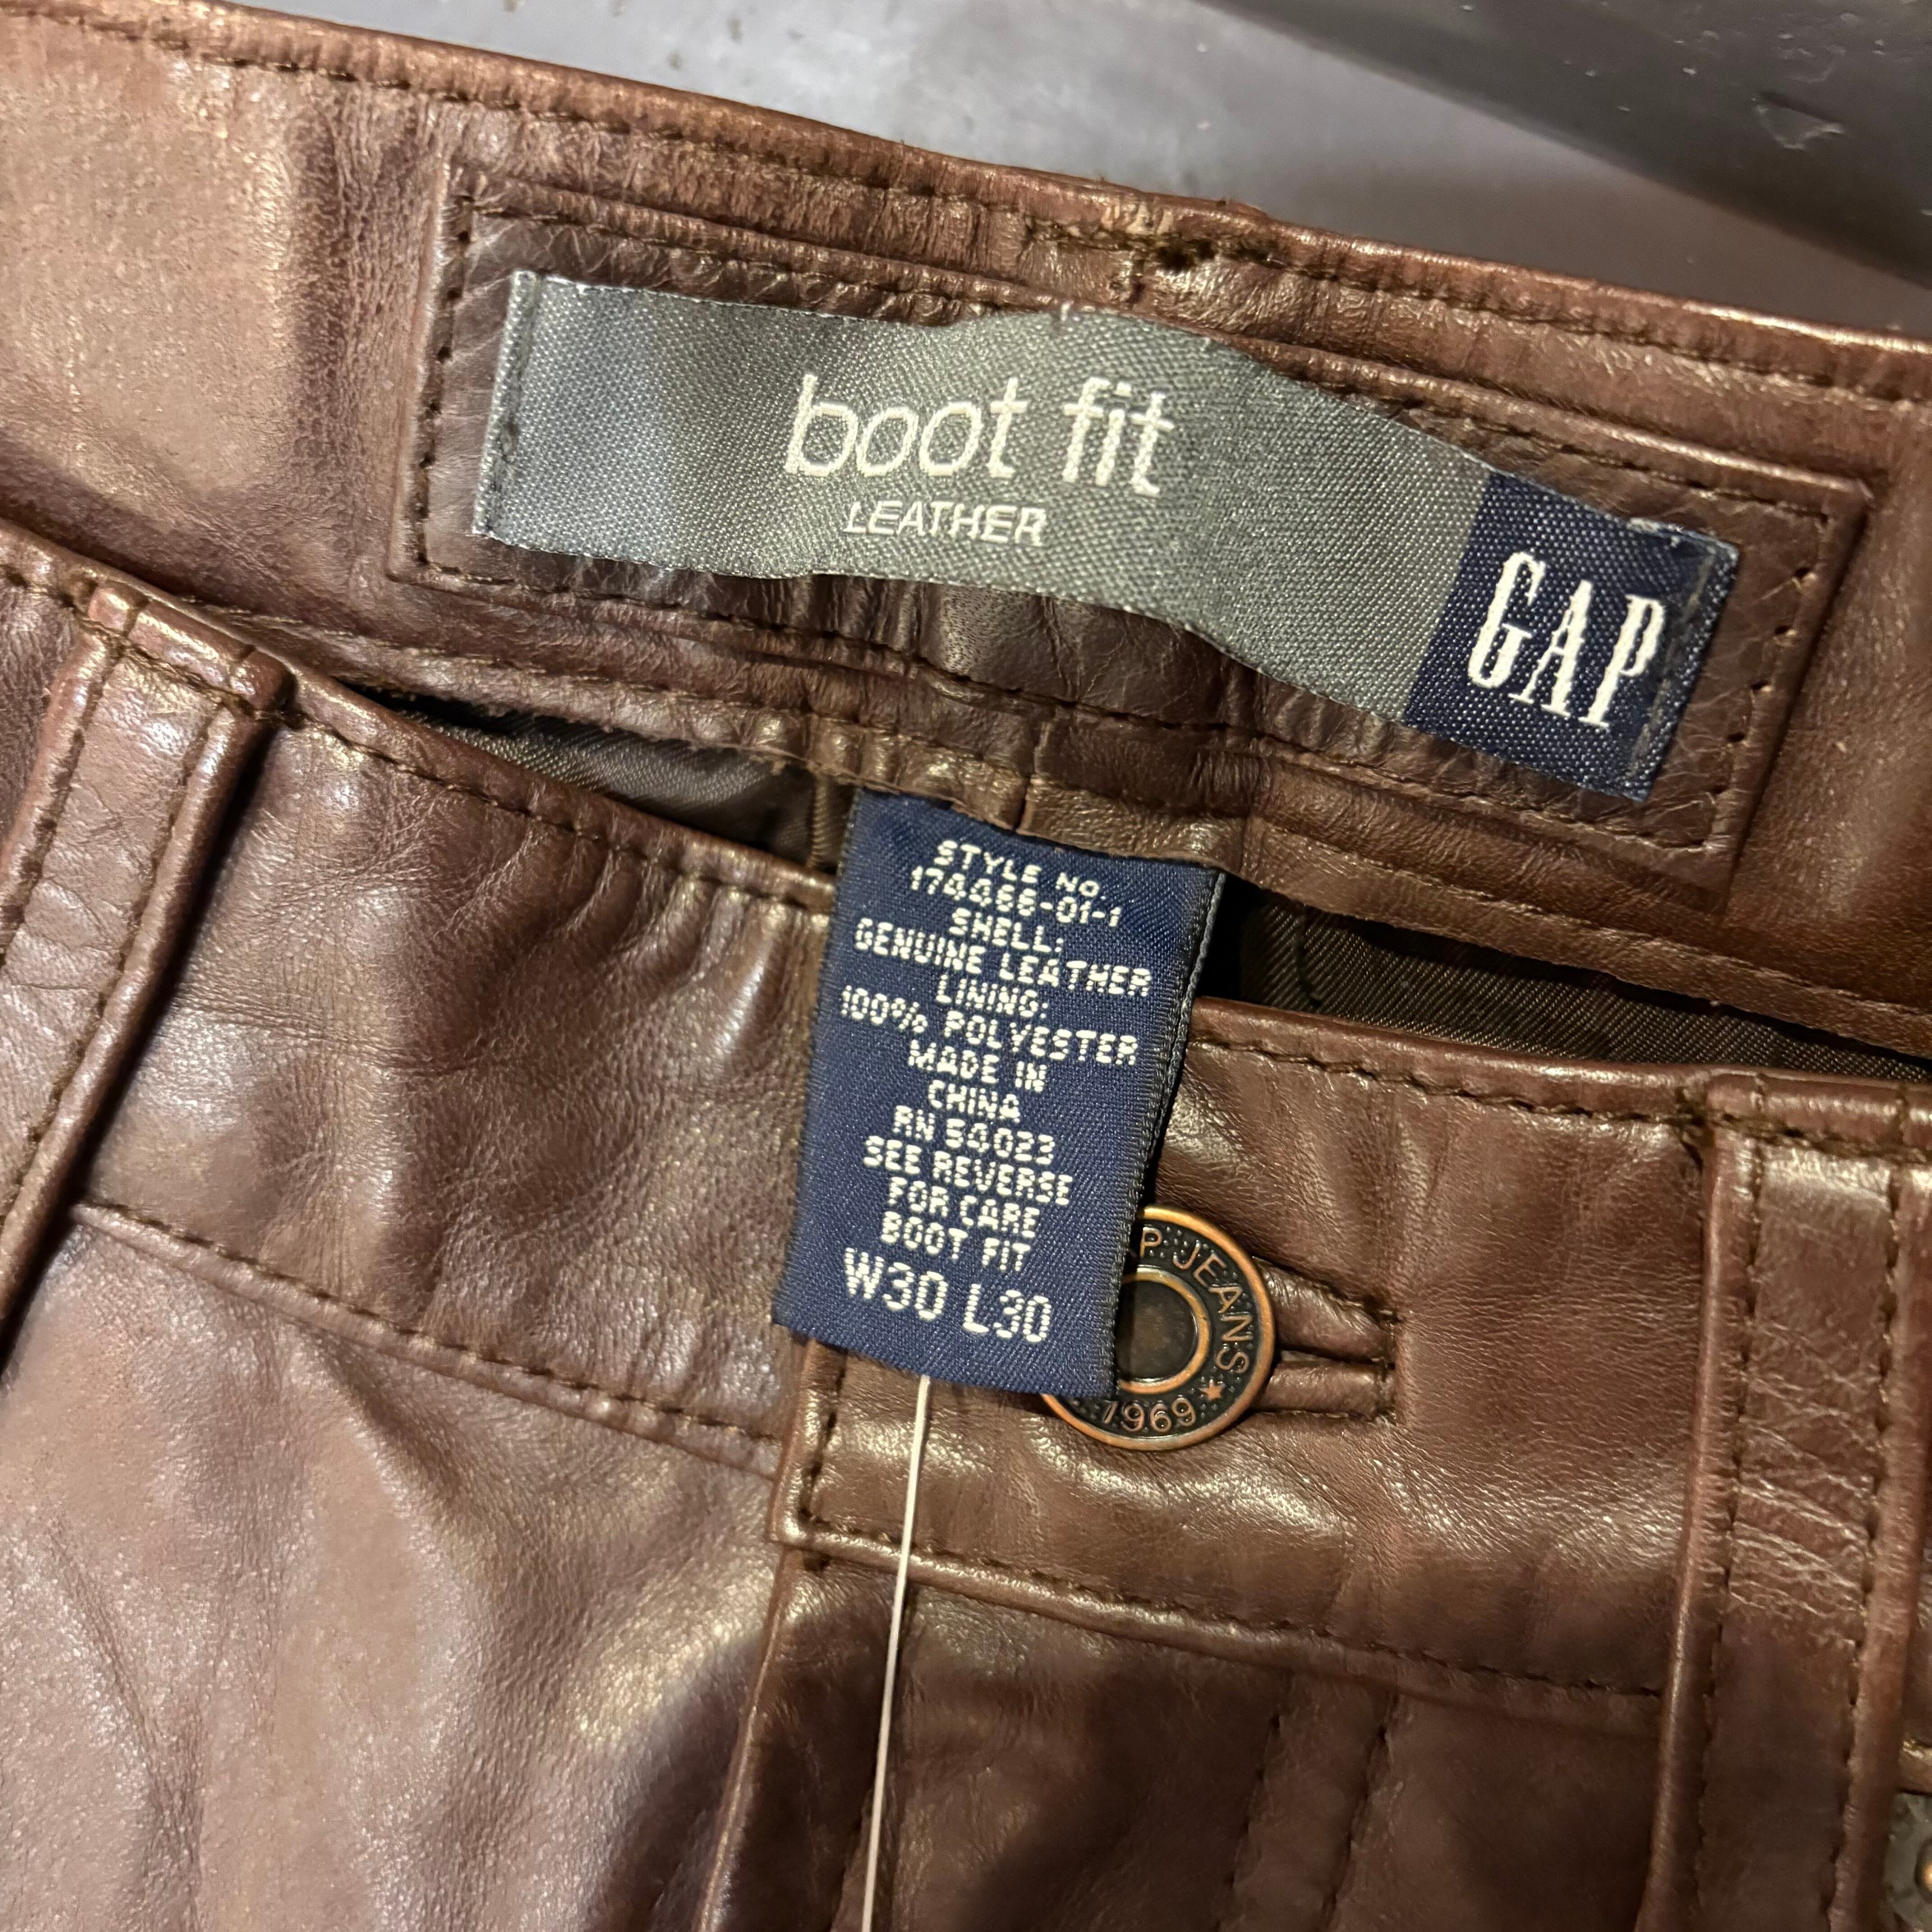 boot fit
LEATHER
GAP
STYLE NO.
174466-01-1
SHELL:
GENUINE LEATHER
LINING:
100% POLYESTER
MADE IN
CHINA
RN 54023
SEE REVERSE
FOR CARE
BOOT FIT
W30 L30
P JEANS
1969